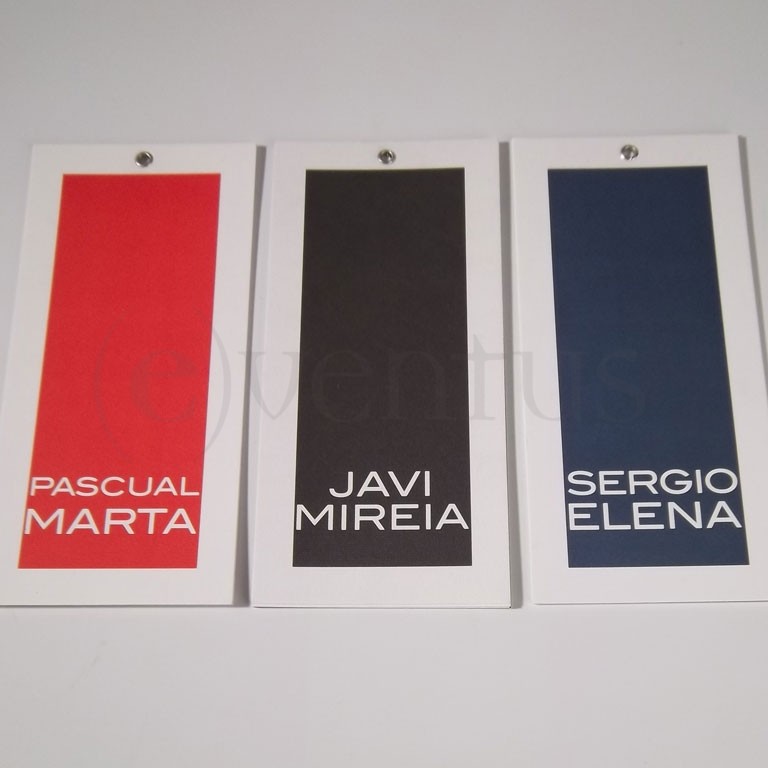 PASCUAL
MARTA
JAVI
MIREIA
SERGIO
ELENA
(e)ventus